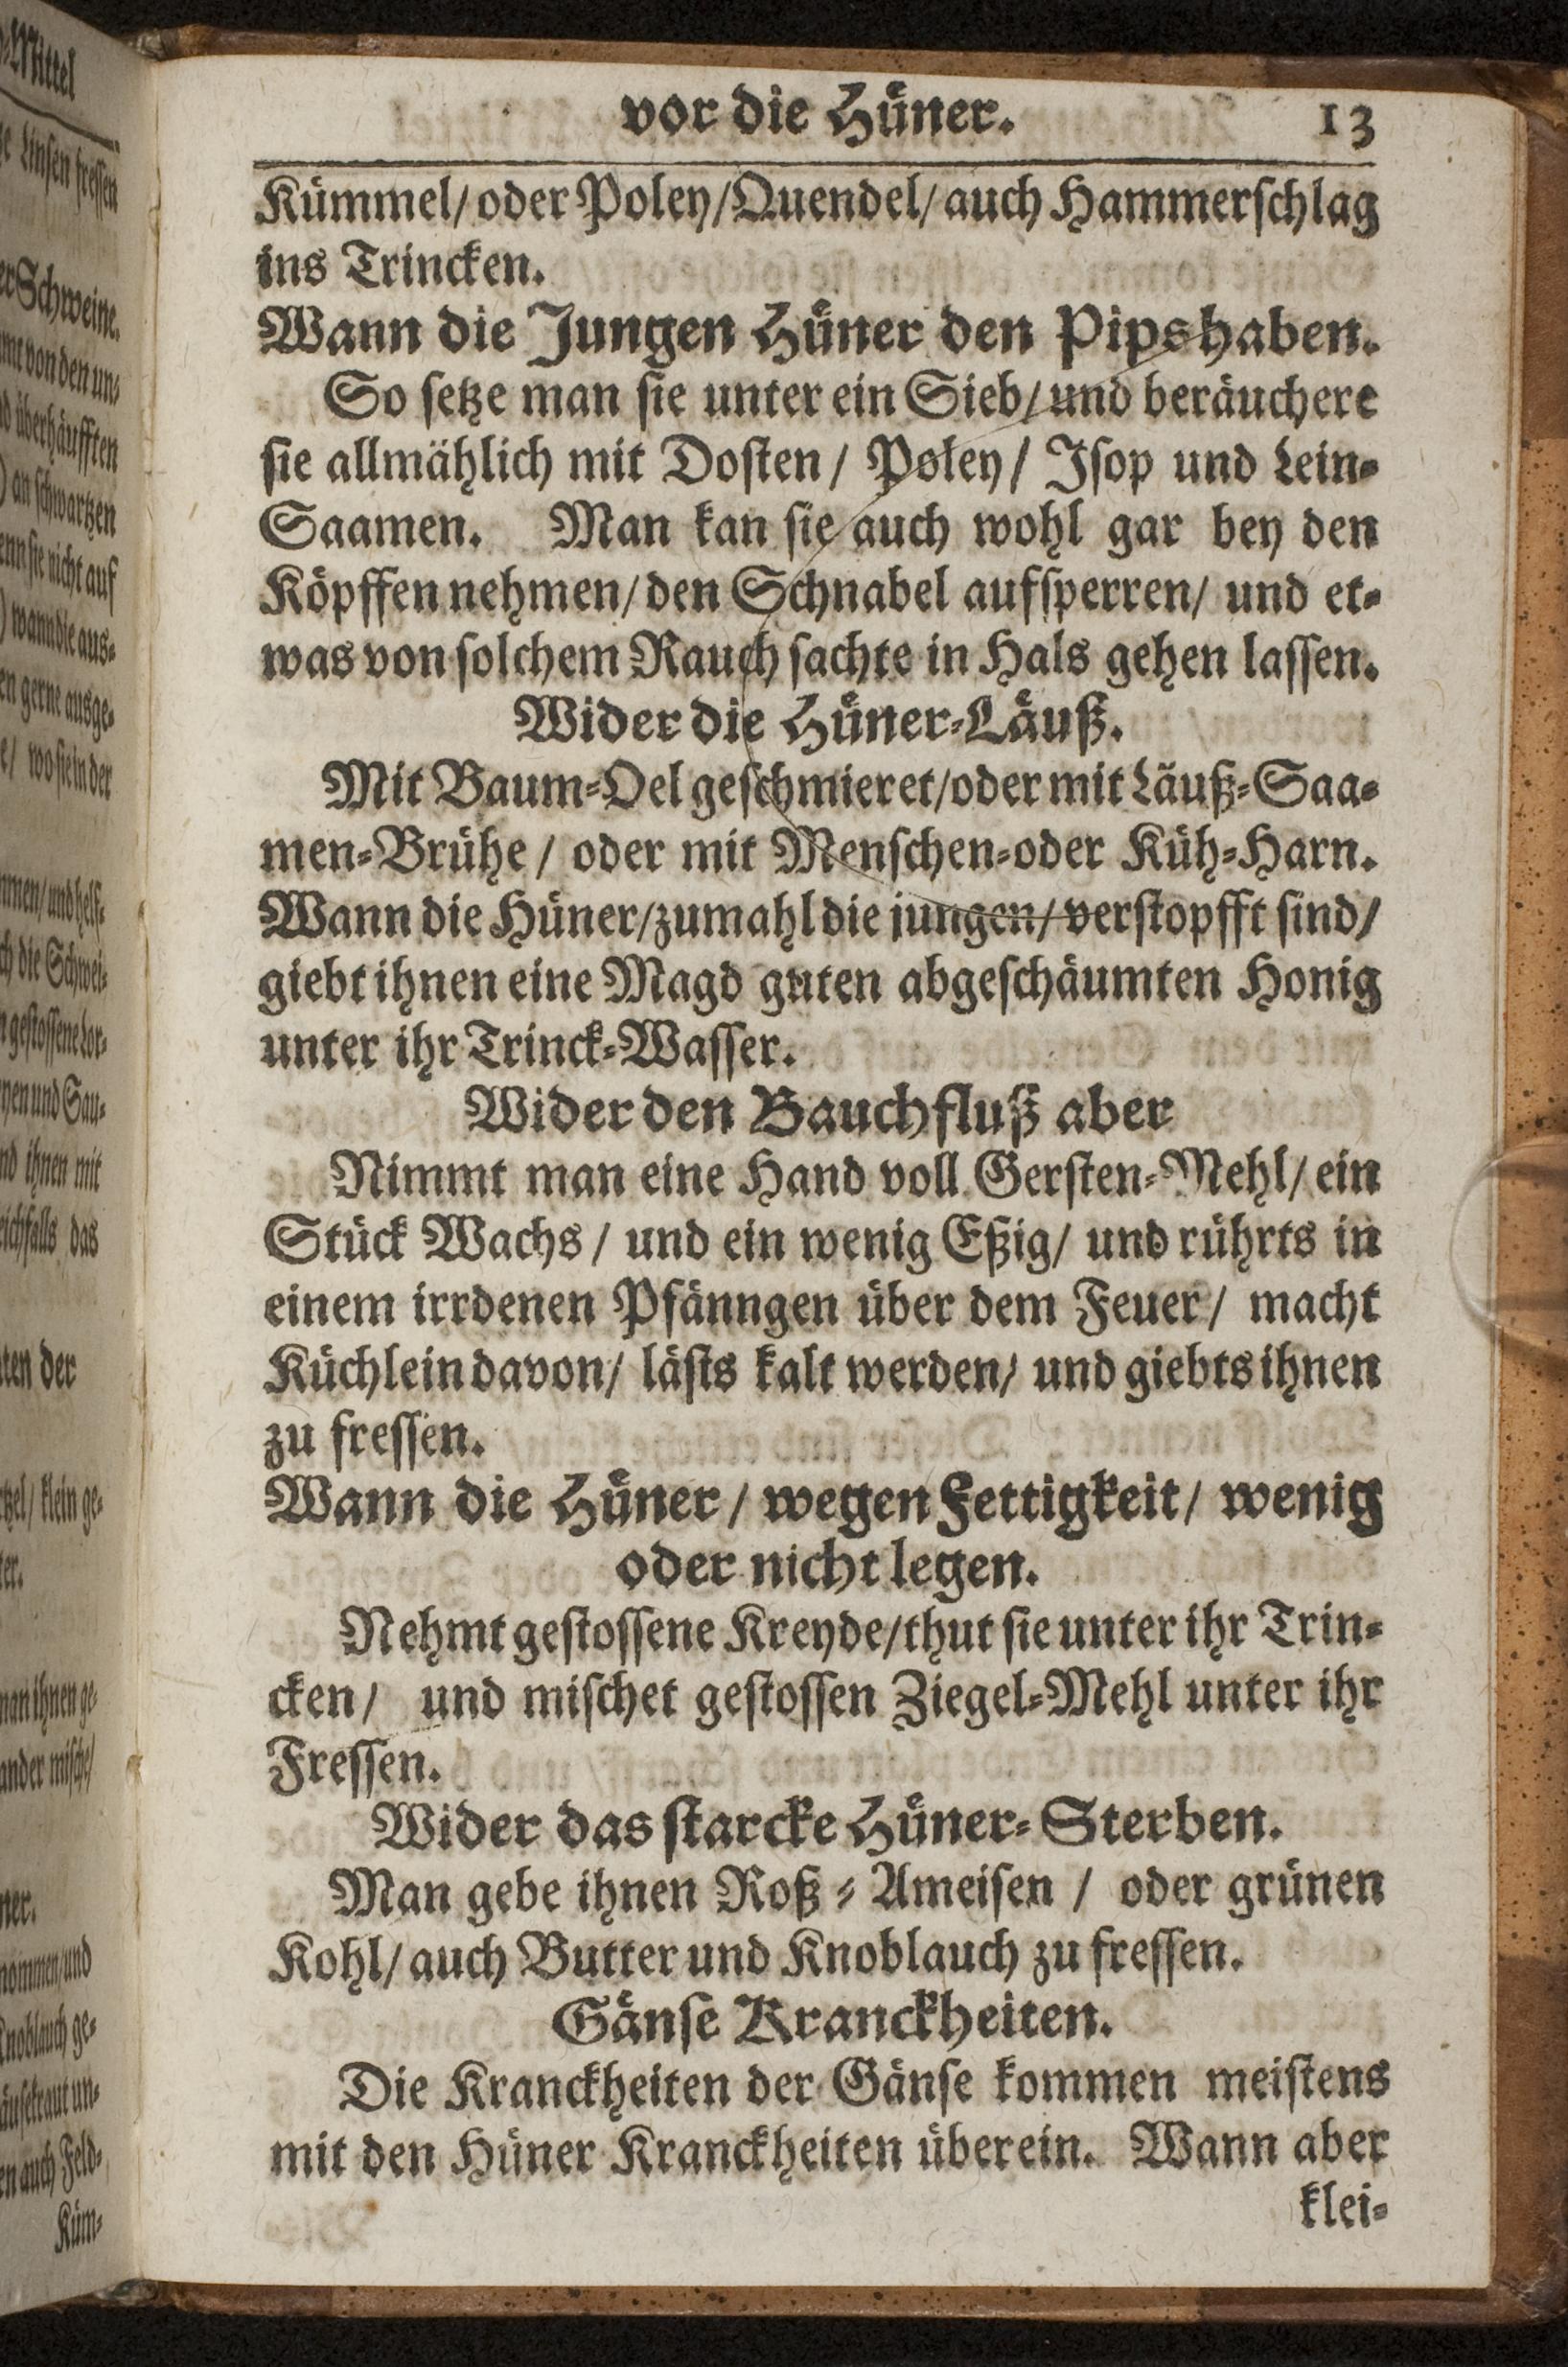 vor die Hüner. 13
Kümmel/ oder Poley/Quendel/ auch Hammerschlag
ins Trincken.
Wann die Jungen Hüner den Pips haben.
So setze man sie unter ein Sieb/ und beräuchere
sie allmählich mit Dosten/ Poley/ Isop und Lein-
Saamen. Man kan sie auch wohl gar bey den
Köpffen nehmen/ den Schnabel aufsperren/ und et-
was von solchem Rauch sachte in Hals gehen lassen.
Wider die Hüner-Läuß.
Mit Baum-Oel geschmieret/oder mit Läuß-Saa-
men-Brühe / oder mit Menschen-oder Küh-Harn.
Wann die Hüner/zumahl die jungen/ verstopfft sind/
giebt ihnen eine Magd guten abgeschäumten Honig
unter ihr Trinck-Wasser.
Wider den Bauchfluß aber
Nimmt man eine Hand voll Gersten-Mehl/ ein
Stück Wachs / und ein wenig Eßig/ und rührts in
einem irrdenen Pfänngen über dem Feuer/ macht
Küchlein davon/ lästs kalt werden/ und giebts ihnen
zu fressen.
Wann die Hüner / wegen Fettigkeit/ wenig
oder nicht legen.
Nehmt gestossene Kreyde/thut sie unter ihr Trin-
cken/ und mischet gestossen Ziegel-Mehl unter ihr
Fressen.
Wider das starcke Hüner-Sterben.
Man gebe ihnen Roß-Ameisen / oder grünen
Kohl/ auch Butter und Knoblauch zu fressen.
Gänse Kranckheiten.
Die Kranckheiten der Gänse kommen meistens
mit den Hüner Kranckheiten überein. Wann aber
klei-